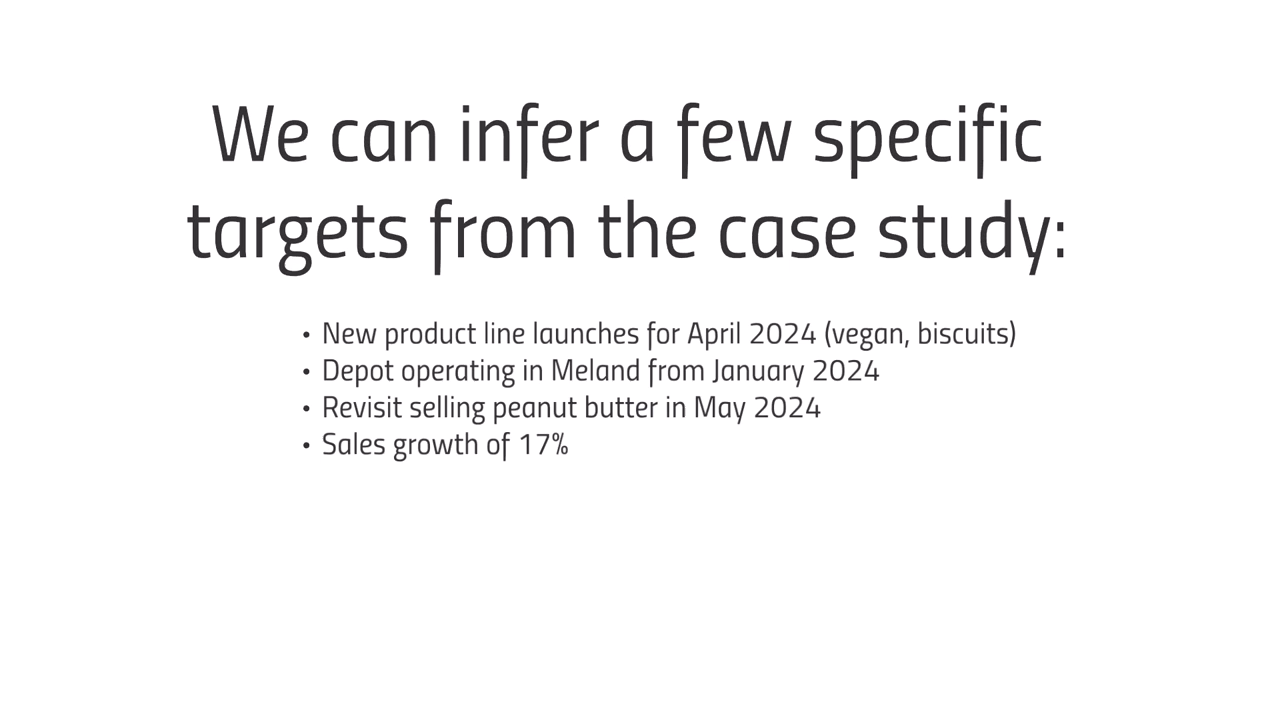 We can infer a few specific
targets from the case study:
• New product line launches for April 2024 (vegan, biscuits)
• Depot operating in Meland from January 2024
• Revisit selling peanut butter in May 2024
• Sales growth of 17%